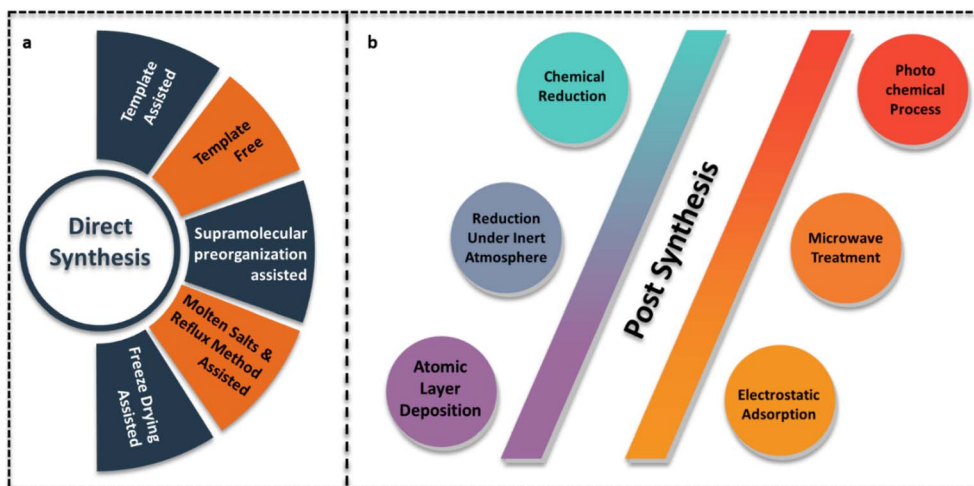 a
Template
Assisted
Template
Free
Direct
Synthesis
Supramolecular
preorganization
assisted
Molten Salts &
Reflux Method
Assisted
Freeze Drying
Assisted
b
Chemical
Reduction
Reduction
Under Inert
Atmosphere
Atomic
Layer
Deposition
Post Synthesis
Photo
chemical
Process
Microwave
Treatment
Electrostatic
Adsorption